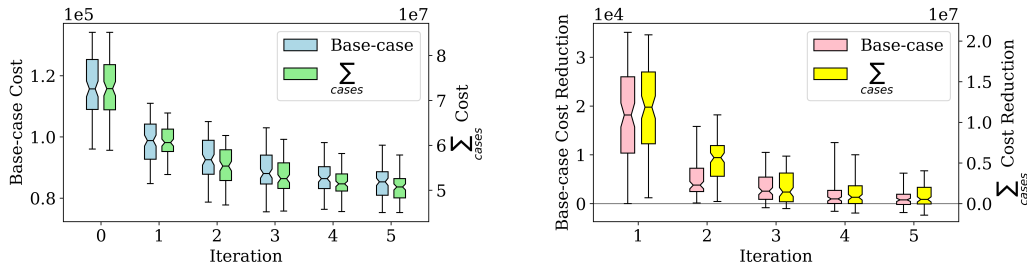 1e5
1e7
Base-case
∑
cases
1.2
1.0
0.8
8
7
6
5
Base-case Cost
∑ Cost
cases
0 1 2 3 4 5
Iteration
1e4
1e7
Base-case
∑
cases
3
2
1
0
2.0
1.5
1.0
0.5
0.0
Base-case Cost Reduction
∑ Cost Reduction
cases
1 2 3 4 5
Iteration